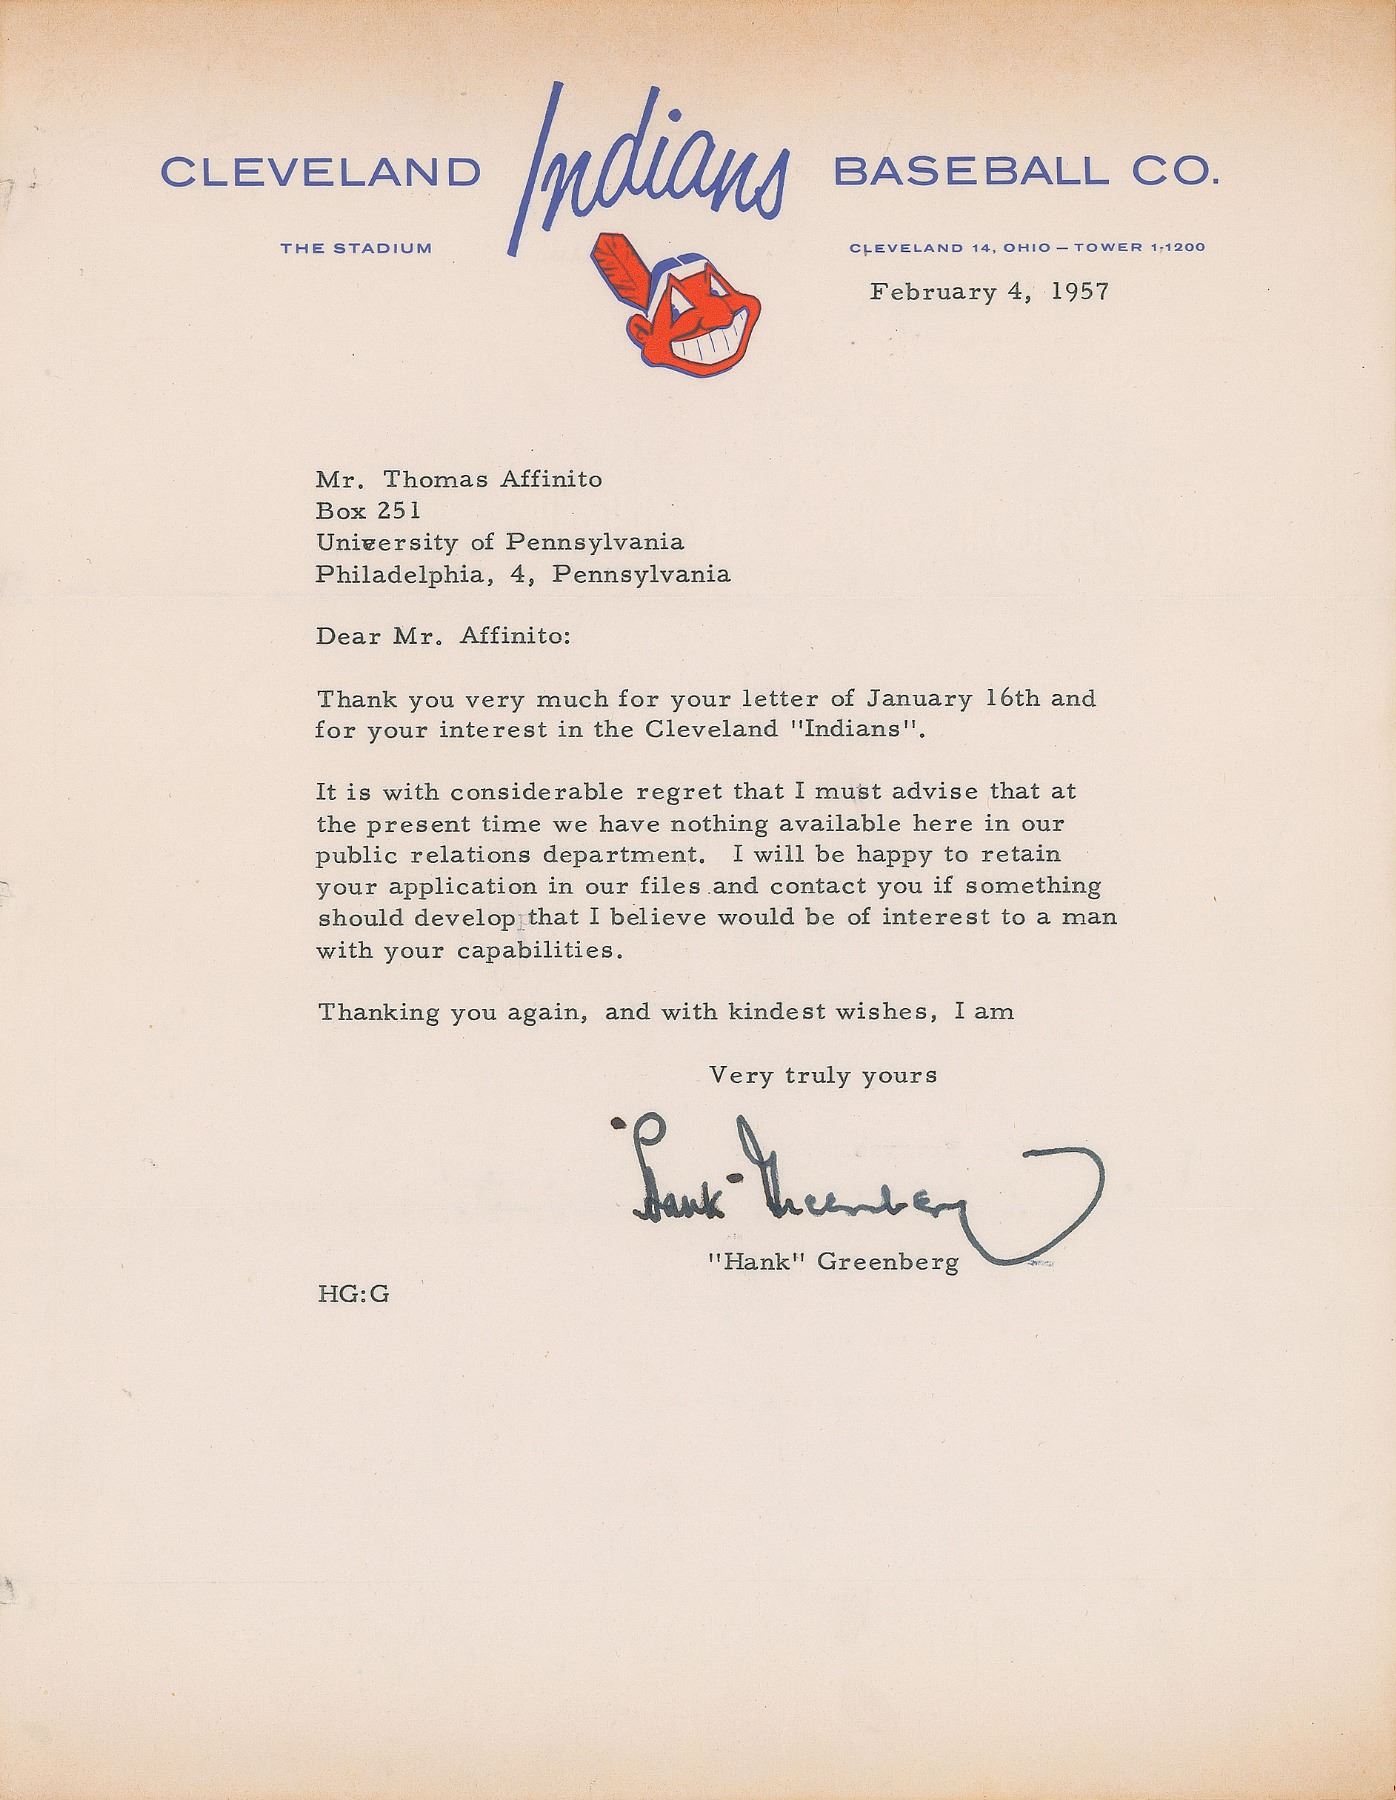 CLEVELAND Indians BASEBALL CO.
THE STADIUM
CLEVELAND 14, OHIO — TOWER 1-1200
February 4, 1957
Mr. Thomas Affinito
Box 251
University of Pennsylvania
Philadelphia, 4, Pennsylvania
Dear Mr. Affinito:
Thank you very much for your letter of January 16th and
for your interest in the Cleveland "Indians".
It is with considerable regret that I must advise that at
the present time we have nothing available here in our
public relations department. I will be happy to retain
your application in our files and contact you if something
should develop that I believe would be of interest to a man
with your capabilities.
Thanking you again, and with kindest wishes, I am
Very truly yours
"Hank" Greenberg
"Hank" Greenberg
HG:G